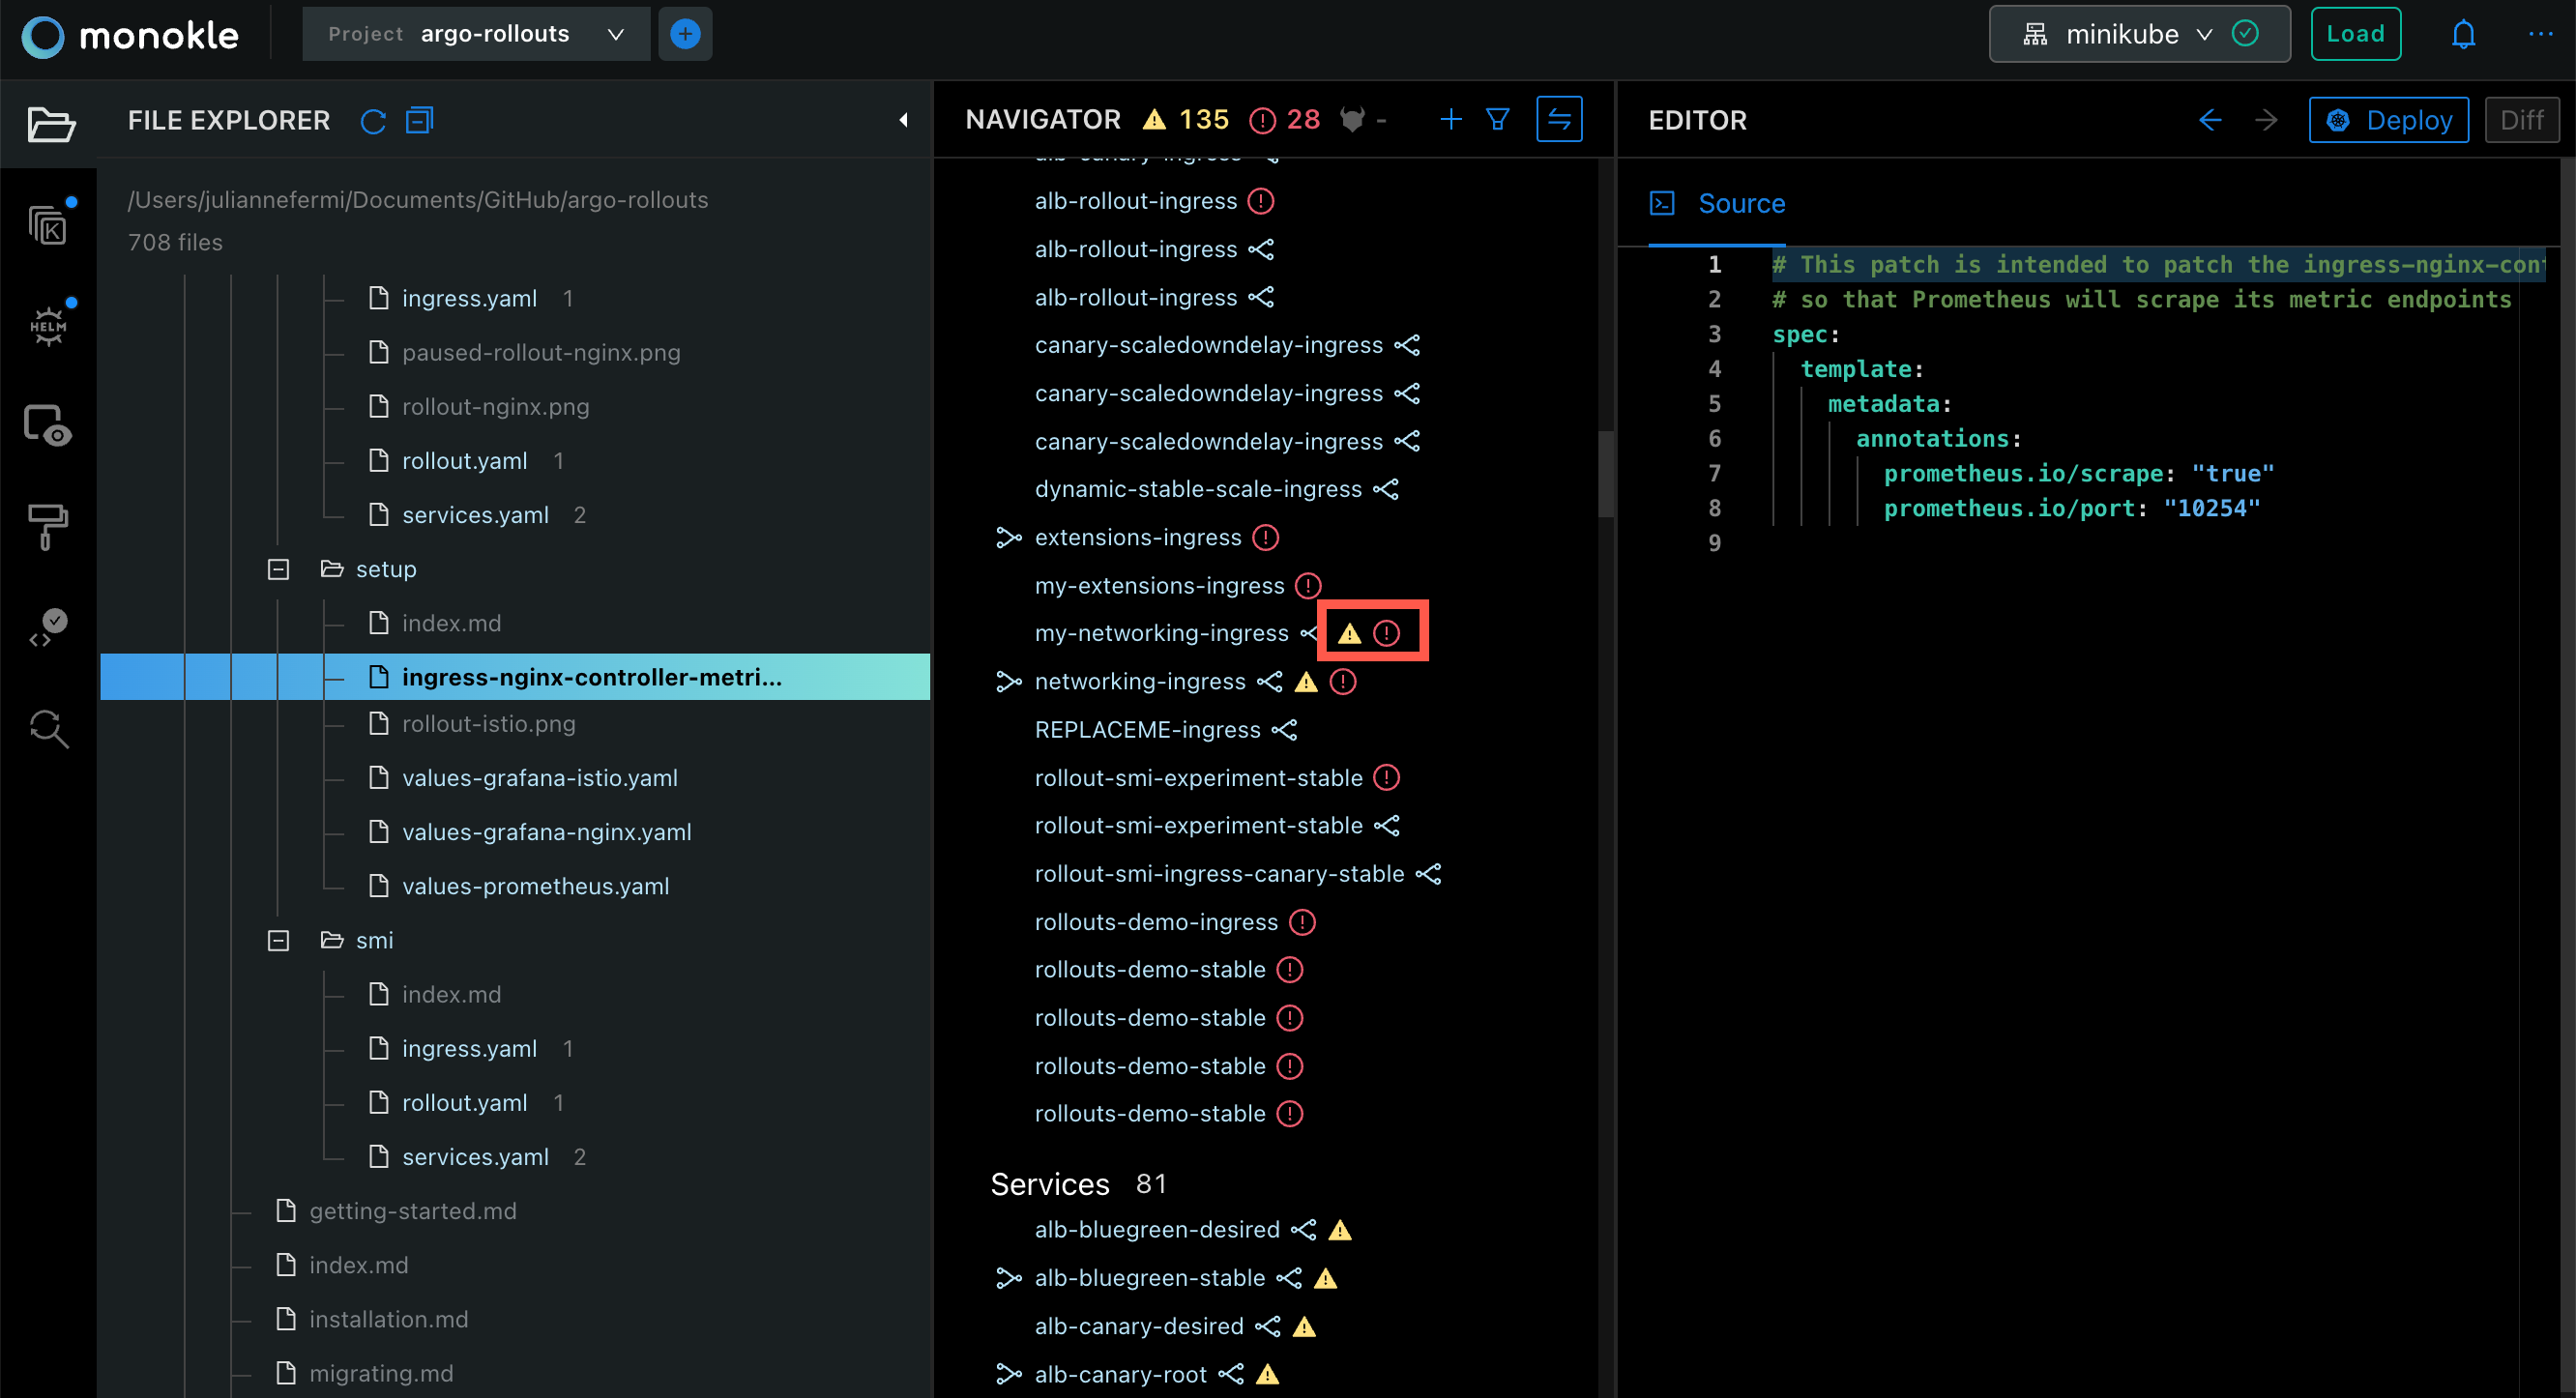 monokle
Project argo-rollouts
minikube
Load
FILE EXPLORER
/Users/juliannefermi/Documents/GitHub/argo-rollouts
708 files
ingress.yaml 1
paused-rollout-nginx.png
rollout-nginx.png
rollout.yaml 1
services.yaml 2
setup
index.md
ingress-nginx-controller-metri...
rollout-istio.png
values-grafana-istio.yaml
values-grafana-nginx.yaml
values-prometheus.yaml
smi
index.md
ingress.yaml 1
rollout.yaml 1
services.yaml 2
getting-started.md
index.md
installation.md
migrating.md
K
HELM
NAVIGATOR 135 28 -
alb-canary-ingress
alb-rollout-ingress
alb-rollout-ingress
alb-rollout-ingress
canary-scaledowndelay-ingress
canary-scaledowndelay-ingress
canary-scaledowndelay-ingress
dynamic-stable-scale-ingress
extensions-ingress
my-extensions-ingress
my-networking-ingress
networking-ingress
REPLACEME-ingress
rollout-smi-experiment-stable
rollout-smi-experiment-stable
rollout-smi-ingress-canary-stable
rollouts-demo-ingress
rollouts-demo-stable
rollouts-demo-stable
rollouts-demo-stable
rollouts-demo-stable
Services 81
alb-bluegreen-desired
alb-bluegreen-stable
alb-canary-desired
alb-canary-root
EDITOR
Deploy
Diff
Source
1 # This patch is intended to patch the ingress-nginx-con
2 # so that Prometheus will scrape its metric endpoints
3 spec:
4 template:
5 metadata:
6 annotations:
7 prometheus.io/scrape: "true"
8 prometheus.io/port: "10254"
9